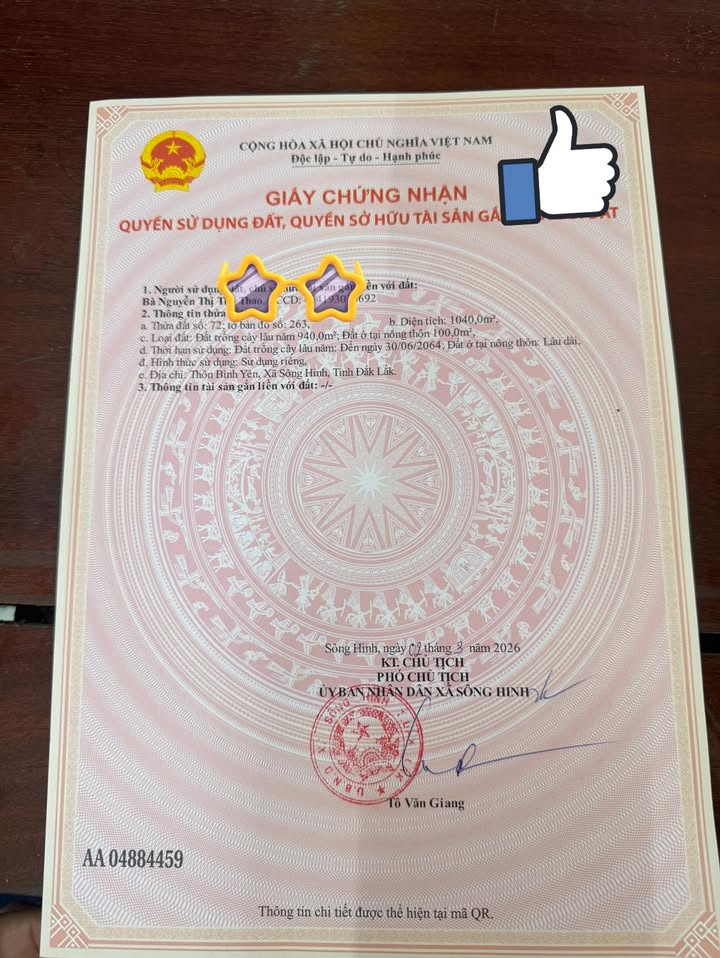 CỘNG HÒA XÃ HỘI CHỦ NGHĨA VIỆT NAM
Độc lập - Tự do - Hạnh phúc
GIẤY CHỨNG NHẬN
QUYỀN SỬ DỤNG ĐẤT, QUYỀN SỞ HỮU TÀI SẢN
1. Người sử dụng với đất:
Bà Nguyễn Thị
2. Thông tin thửa
a. Thửa đất số: 72; tờ bản đồ số: 263, b. Diện tích: 1040,0m²,
c. Loại đất: Đất trồng cây lâu năm 940,0m²; Đất ở tại nông thôn 100,0m²,
d. Thời hạn sử dụng: Đất trồng cây lâu năm: Đến ngày 30/06/2064; Đất ở tại nông thôn: Lâu dài,
đ. Hình thức sử dụng: Sử dụng riêng,
e. Địa chỉ: Thôn Bình Yên, Xã Sông Hinh, Tỉnh Đắk Lắk.
3. Thông tin tài sản gắn liền với đất: -/-
Sông Hinh, ngày 02 tháng 3 năm 2026
KT. CHỦ TỊCH
PHÓ CHỦ TỊCH
ỦY BAN NHÂN DÂN XÃ SÔNG HINH
Tô Văn Giang
AA 04884459
Thông tin chi tiết được thể hiện tại mã QR.